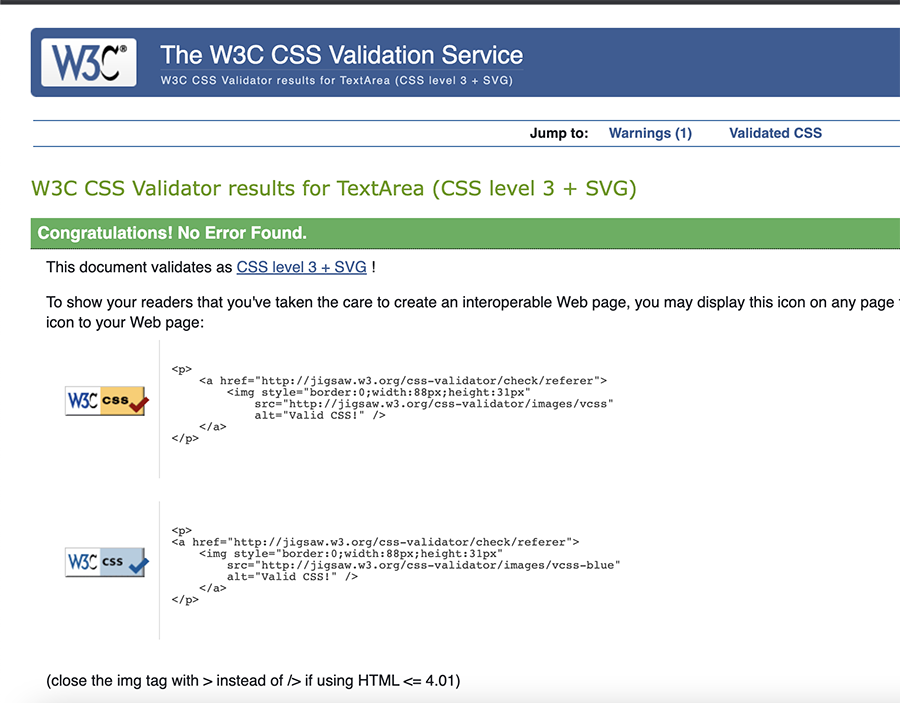 W3C® The W3C CSS Validation Service
W3C CSS Validator results for TextArea (CSS level 3 + SVG)
Jump to: Warnings (1) Validated CSS
W3C CSS Validator results for TextArea (CSS level 3 + SVG)
Congratulations! No Error Found.
This document validates as CSS level 3 + SVG !
To show your readers that you've taken the care to create an interoperable Web page, you may display this icon on any page
icon to your Web page:
W3C css
<p>
<a href="http://jigsaw.w3.org/css-validator/check/referer">
<img style="border:0;width:88px;height:31px"
src="http://jigsaw.w3.org/css-validator/images/vcss"
alt="Valid CSS!" />
</a>
</p>
W3C css
<p>
<a href="http://jigsaw.w3.org/css-validator/check/referer">
<img style="border:0;width:88px;height:31px"
src="http://jigsaw.w3.org/css-validator/images/vcss-blue"
alt="Valid CSS!" />
</a>
</p>
(close the img tag with > instead of /> if using HTML <= 4.01)